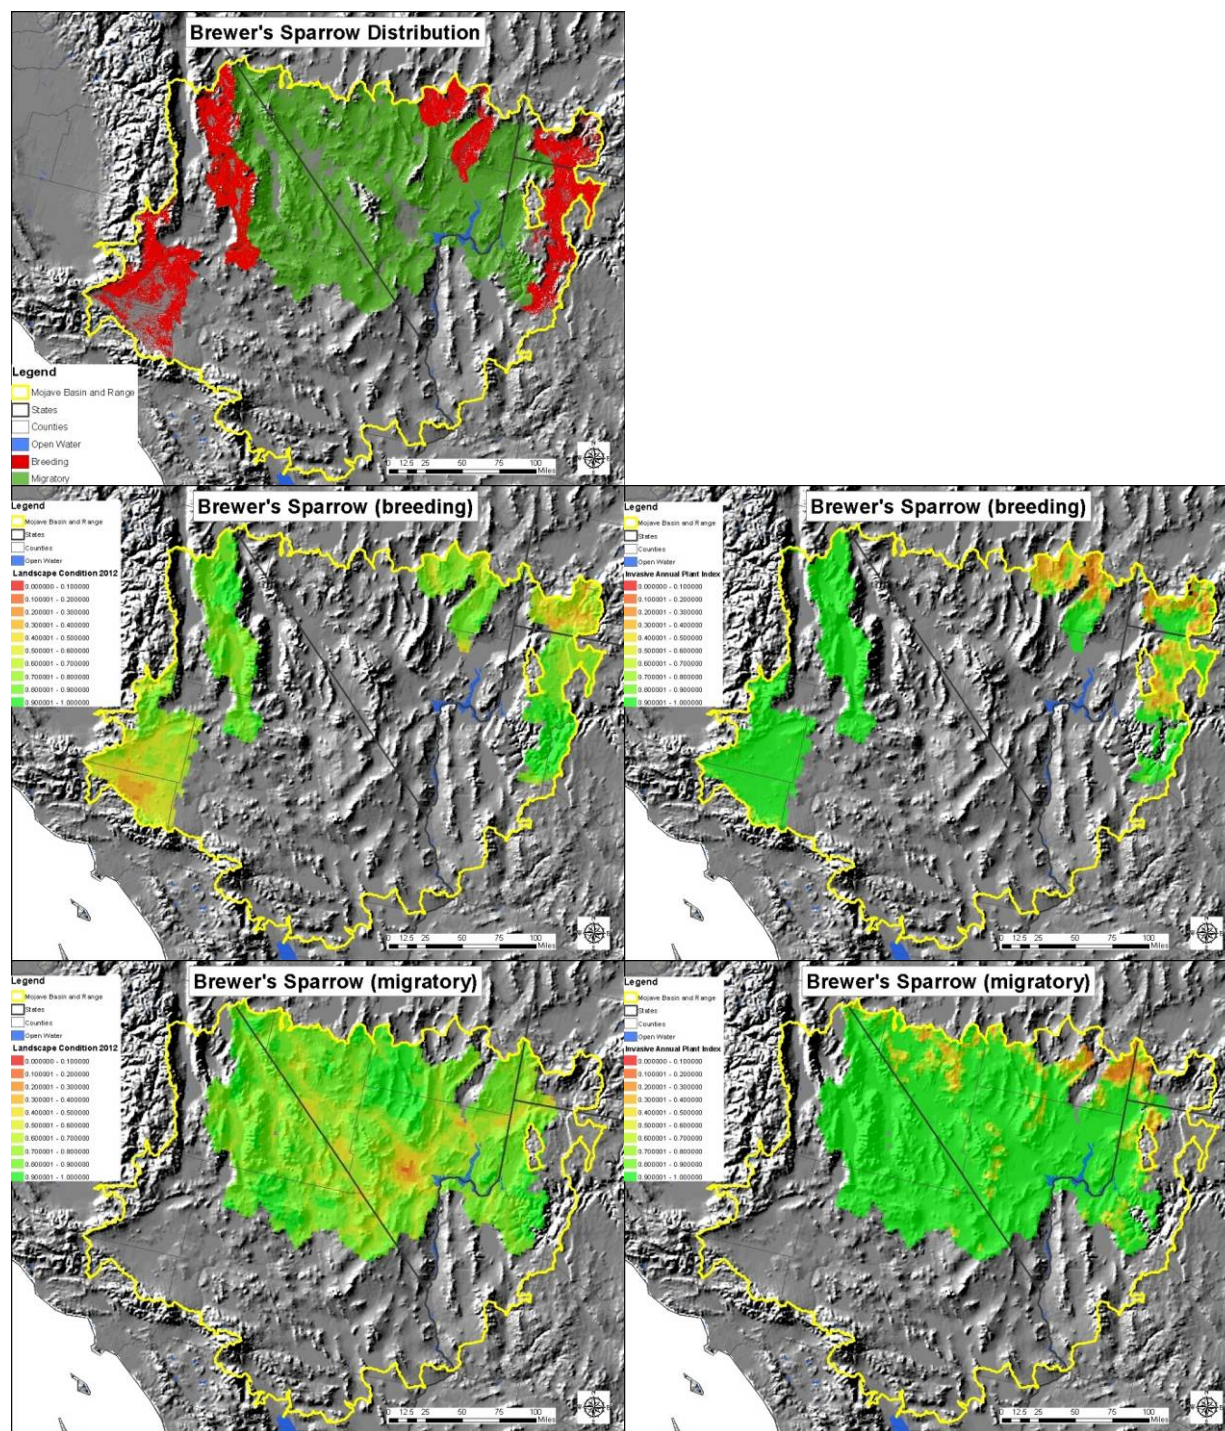 Brewer's Sparrow Distribution
Legend
Mojave Basin and Range
States
Counties
Open Water
Breeding
Migratory
0 12.5 25 50 75 100
Miles
Brewer's Sparrow (breeding)
Legend
Mojave Basin and Range
States
Counties
Open Water
Landscape Condition 2012
0.000000 - 0.100000
0.100001 - 0.200000
0.200001 - 0.300000
0.300001 - 0.400000
0.400001 - 0.500000
0.500001 - 0.600000
0.600001 - 0.700000
0.700001 - 0.800000
0.800001 - 0.900000
0.900001 - 1.000000
0 12.5 25 50 75 100
Miles
Brewer's Sparrow (breeding)
Legend
Mojave Basin and Range
States
Counties
Open Water
Invasive Annual Plant Index
0.000000 - 0.100000
0.100001 - 0.200000
0.200001 - 0.300000
0.300001 - 0.400000
0.400001 - 0.500000
0.500001 - 0.600000
0.600001 - 0.700000
0.700001 - 0.800000
0.800001 - 0.900000
0.900001 - 1.000000
0 12.5 25 50 75 100
Miles
Brewer's Sparrow (migratory)
Legend
Mojave Basin and Range
States
Counties
Open Water
Landscape Condition 2012
0.000000 - 0.100000
0.100001 - 0.200000
0.200001 - 0.300000
0.300001 - 0.400000
0.400001 - 0.500000
0.500001 - 0.600000
0.600001 - 0.700000
0.700001 - 0.800000
0.800001 - 0.900000
0.900001 - 1.000000
0 12.5 25 50 75 100
Miles
Brewer's Sparrow (migratory)
Legend
Mojave Basin and Range
States
Counties
Open Water
Invasive Annual Plant Index
0.000000 - 0.100000
0.100001 - 0.200000
0.200001 - 0.300000
0.300001 - 0.400000
0.400001 - 0.500000
0.500001 - 0.600000
0.600001 - 0.700000
0.700001 - 0.800000
0.800001 - 0.900000
0.900001 - 1.000000
0 12.5 25 50 75 100
Miles